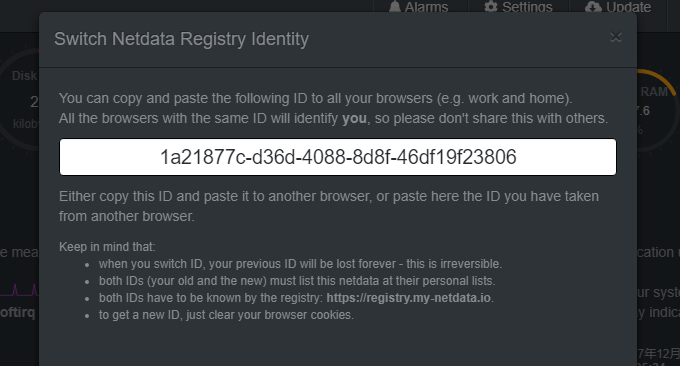 Alarms Settings Update
Switch Netdata Registry Identity ×
Disk
RAM
You can copy and paste the following ID to all your browsers (e.g. work and home).
2 7.6
All the browsers with the same ID will identify you, so please don't share this with others.
kilob %
1a21877c-d36d-4088-8d8f-46df19f23806
Either copy this ID and paste it to another browser, or paste here the ID you have taken
from another browser.
Keep in mind that:
e mea cation u
• when you switch ID, your previous ID will be lost forever - this is irreversible.
• both IDs (your old and the new) must list this netdata at their personal lists.
ur syst
• both IDs have to be known by the registry: https://registry.my-netdata.io.
oftirq y indica
• to get a new ID, just clear your browser cookies.
7年12月